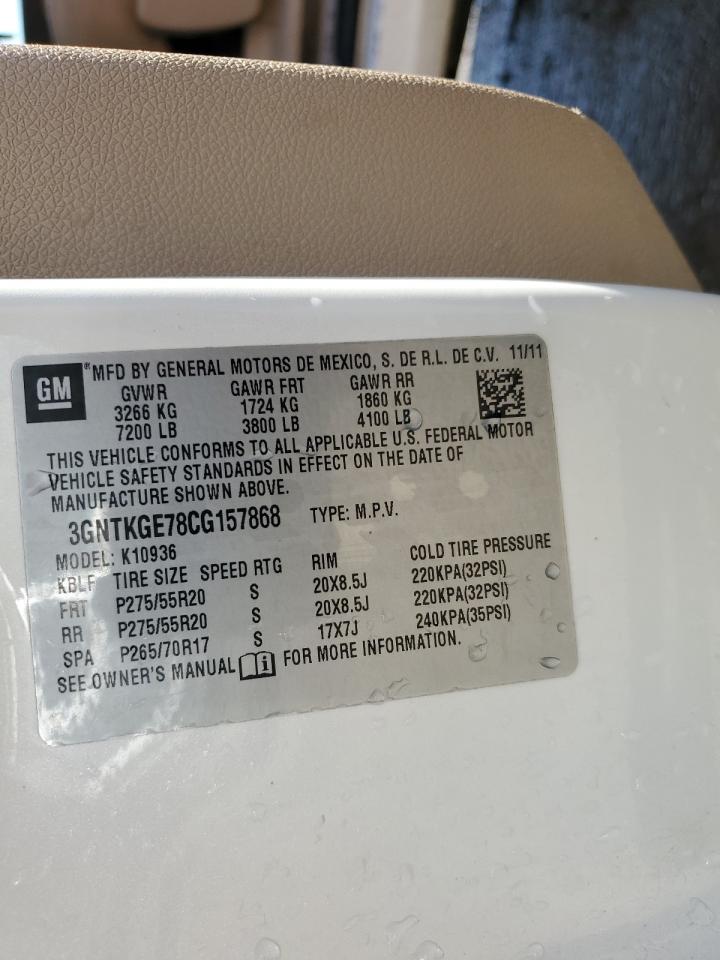 GM ®MFD BY GENERAL MOTORS DE MEXICO, S. DE R.L. DE C.V. 11/11
GVWR GAWR FRT GAWR RR
3266 KG 1724 KG 1860 KG
7200 LB 3800 LB 4100 LB
THIS VEHICLE CONFORMS TO ALL APPLICABLE U.S. FEDERAL MOTOR
VEHICLE SAFETY STANDARDS IN EFFECT ON THE DATE OF
MANUFACTURE SHOWN ABOVE.
3GNTKGE78CG157868 TYPE: M.P.V.
MODEL: K10936
KBLF TIRE SIZE SPEED RTG RIM COLD TIRE PRESSURE
FRT P275/55R20 S 20X8.5J 220KPA(32PSI)
RR P275/55R20 S 20X8.5J 220KPA(32PSI)
SPA P265/70R17 S 17X7J 240KPA(35PSI)
SEE OWNER'S MANUAL i FOR MORE INFORMATION.